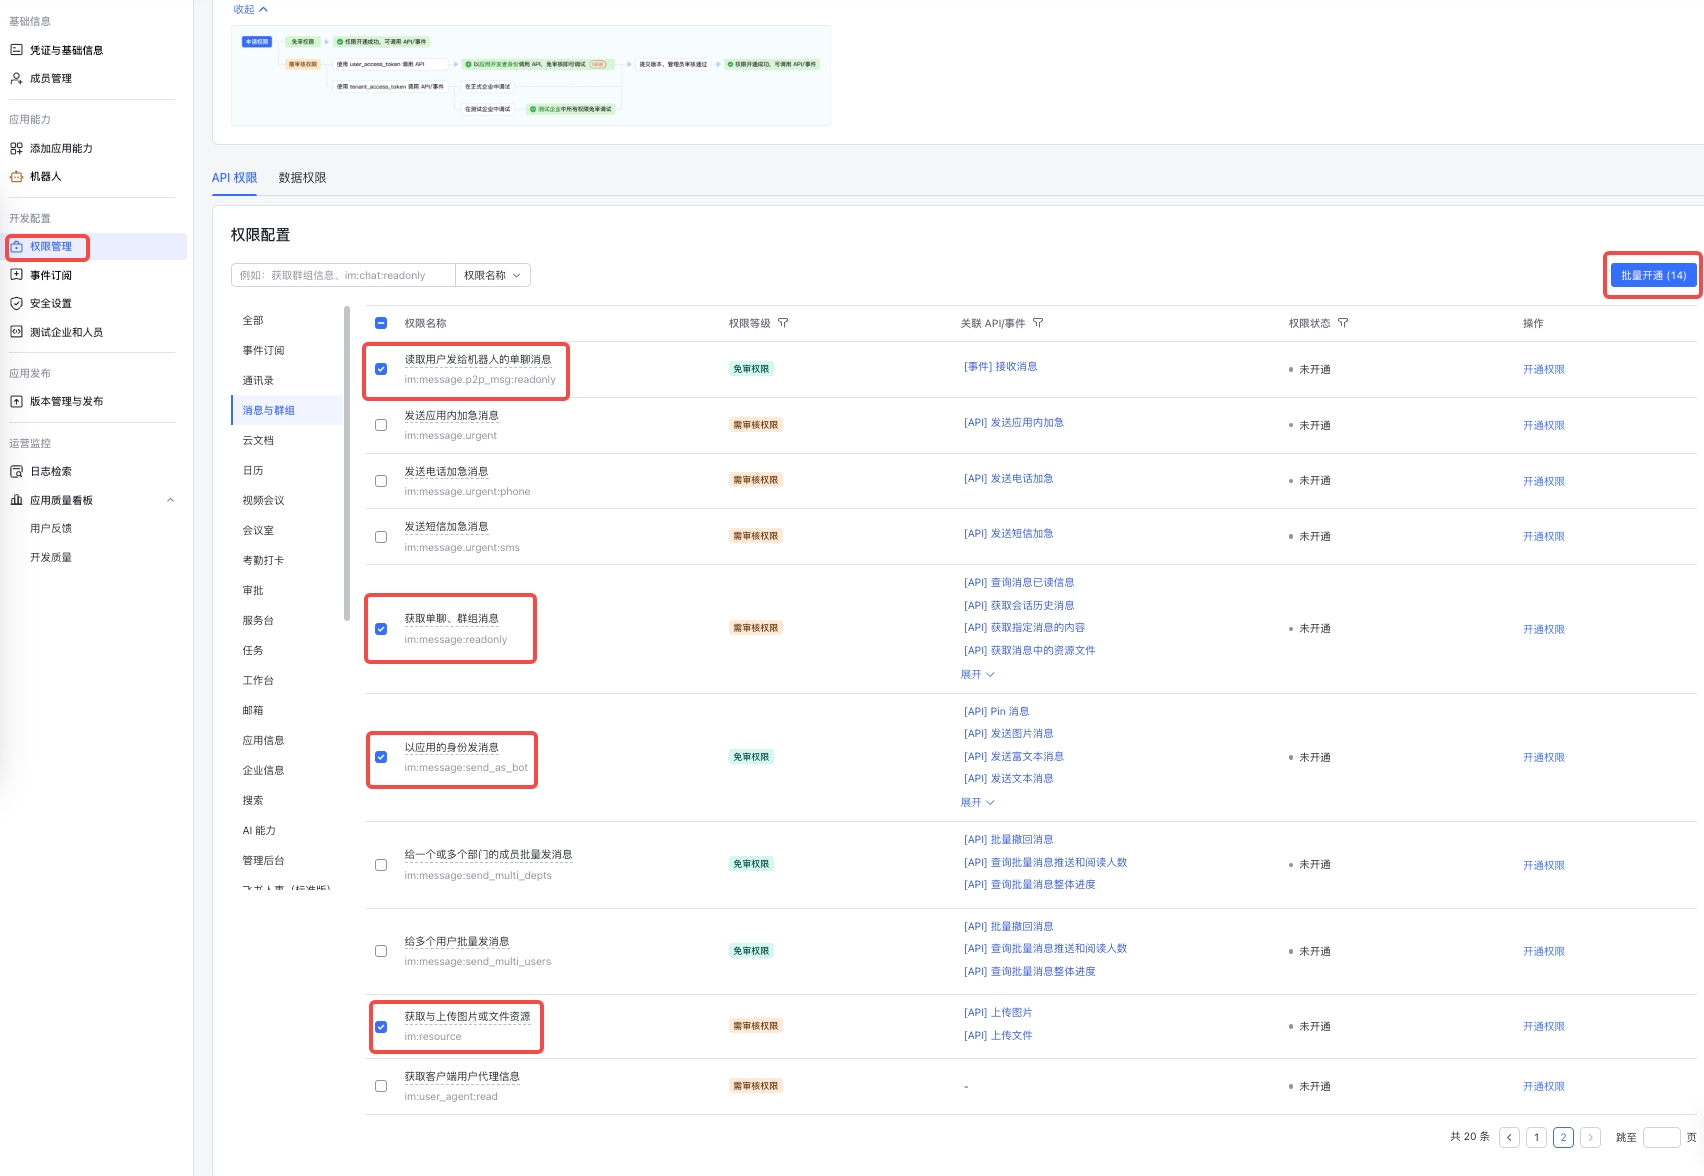 基础信息
凭证与基础信息
成员管理
应用能力
添加应用能力
机器人
开发配置
权限管理
事件订阅
安全设置
测试企业和人员
应用发布
版本管理与发布
运营监控
日志检索
应用质量看板
用户反馈
开发质量
收起
申请权限
免审权限
权限开通成功，可调用 API/事件
需审核权限
使用 user_access_token 调用 API
以应用开发者身份调用 API，免审核即可调试
NEW
提交版本，管理员审核通过
权限开通成功，可调用 API/事件
使用 tenant_access_token 调用 API/事件
在正式企业中调试
在测试企业中调试
测试企业中所有权限免审调试
API 权限
数据权限
权限配置
例如：获取群组信息、im:chat:readonly
权限名称
批量开通 (14)
全部
事件订阅
通讯录
消息与群组
云文档
日历
视频会议
会议室
考勤打卡
审批
服务台
任务
工作台
邮箱
应用信息
企业信息
搜索
AI 能力
管理后台
飞书人事（标准版）
权限名称
权限等级
关联 API/事件
权限状态
操作
读取用户发给机器人的单聊消息
im:message.p2p_msg:readonly
免审权限
[事件] 接收消息
未开通
开通权限
发送应用内加急消息
im:message.urgent
需审核权限
[API] 发送应用内加急
未开通
开通权限
发送电话加急消息
im:message.urgent:phone
需审核权限
[API] 发送电话加急
未开通
开通权限
发送短信加急消息
im:message.urgent:sms
需审核权限
[API] 发送短信加急
未开通
开通权限
获取单聊、群组消息
im:message:readonly
需审核权限
[API] 查询消息已读信息
[API] 获取会话历史消息
[API] 获取指定消息的内容
[API] 获取消息中的资源文件
展开
未开通
开通权限
以应用的身份发消息
im:message:send_as_bot
免审权限
[API] Pin 消息
[API] 发送图片消息
[API] 发送富文本消息
[API] 发送文本消息
展开
未开通
开通权限
给一个或多个部门的成员批量发消息
im:message:send_multi_depts
免审权限
[API] 批量撤回消息
[API] 查询批量消息推送和阅读人数
[API] 查询批量消息整体进度
未开通
开通权限
给多个用户批量发消息
im:message:send_multi_users
免审权限
[API] 批量撤回消息
[API] 查询批量消息推送和阅读人数
[API] 查询批量消息整体进度
未开通
开通权限
获取与上传图片或文件资源
im:resource
需审核权限
[API] 上传图片
[API] 上传文件
未开通
开通权限
获取客户端用户代理信息
im:user_agent:read
需审核权限
-
未开通
开通权限
共 20 条
1
2
跳至
页